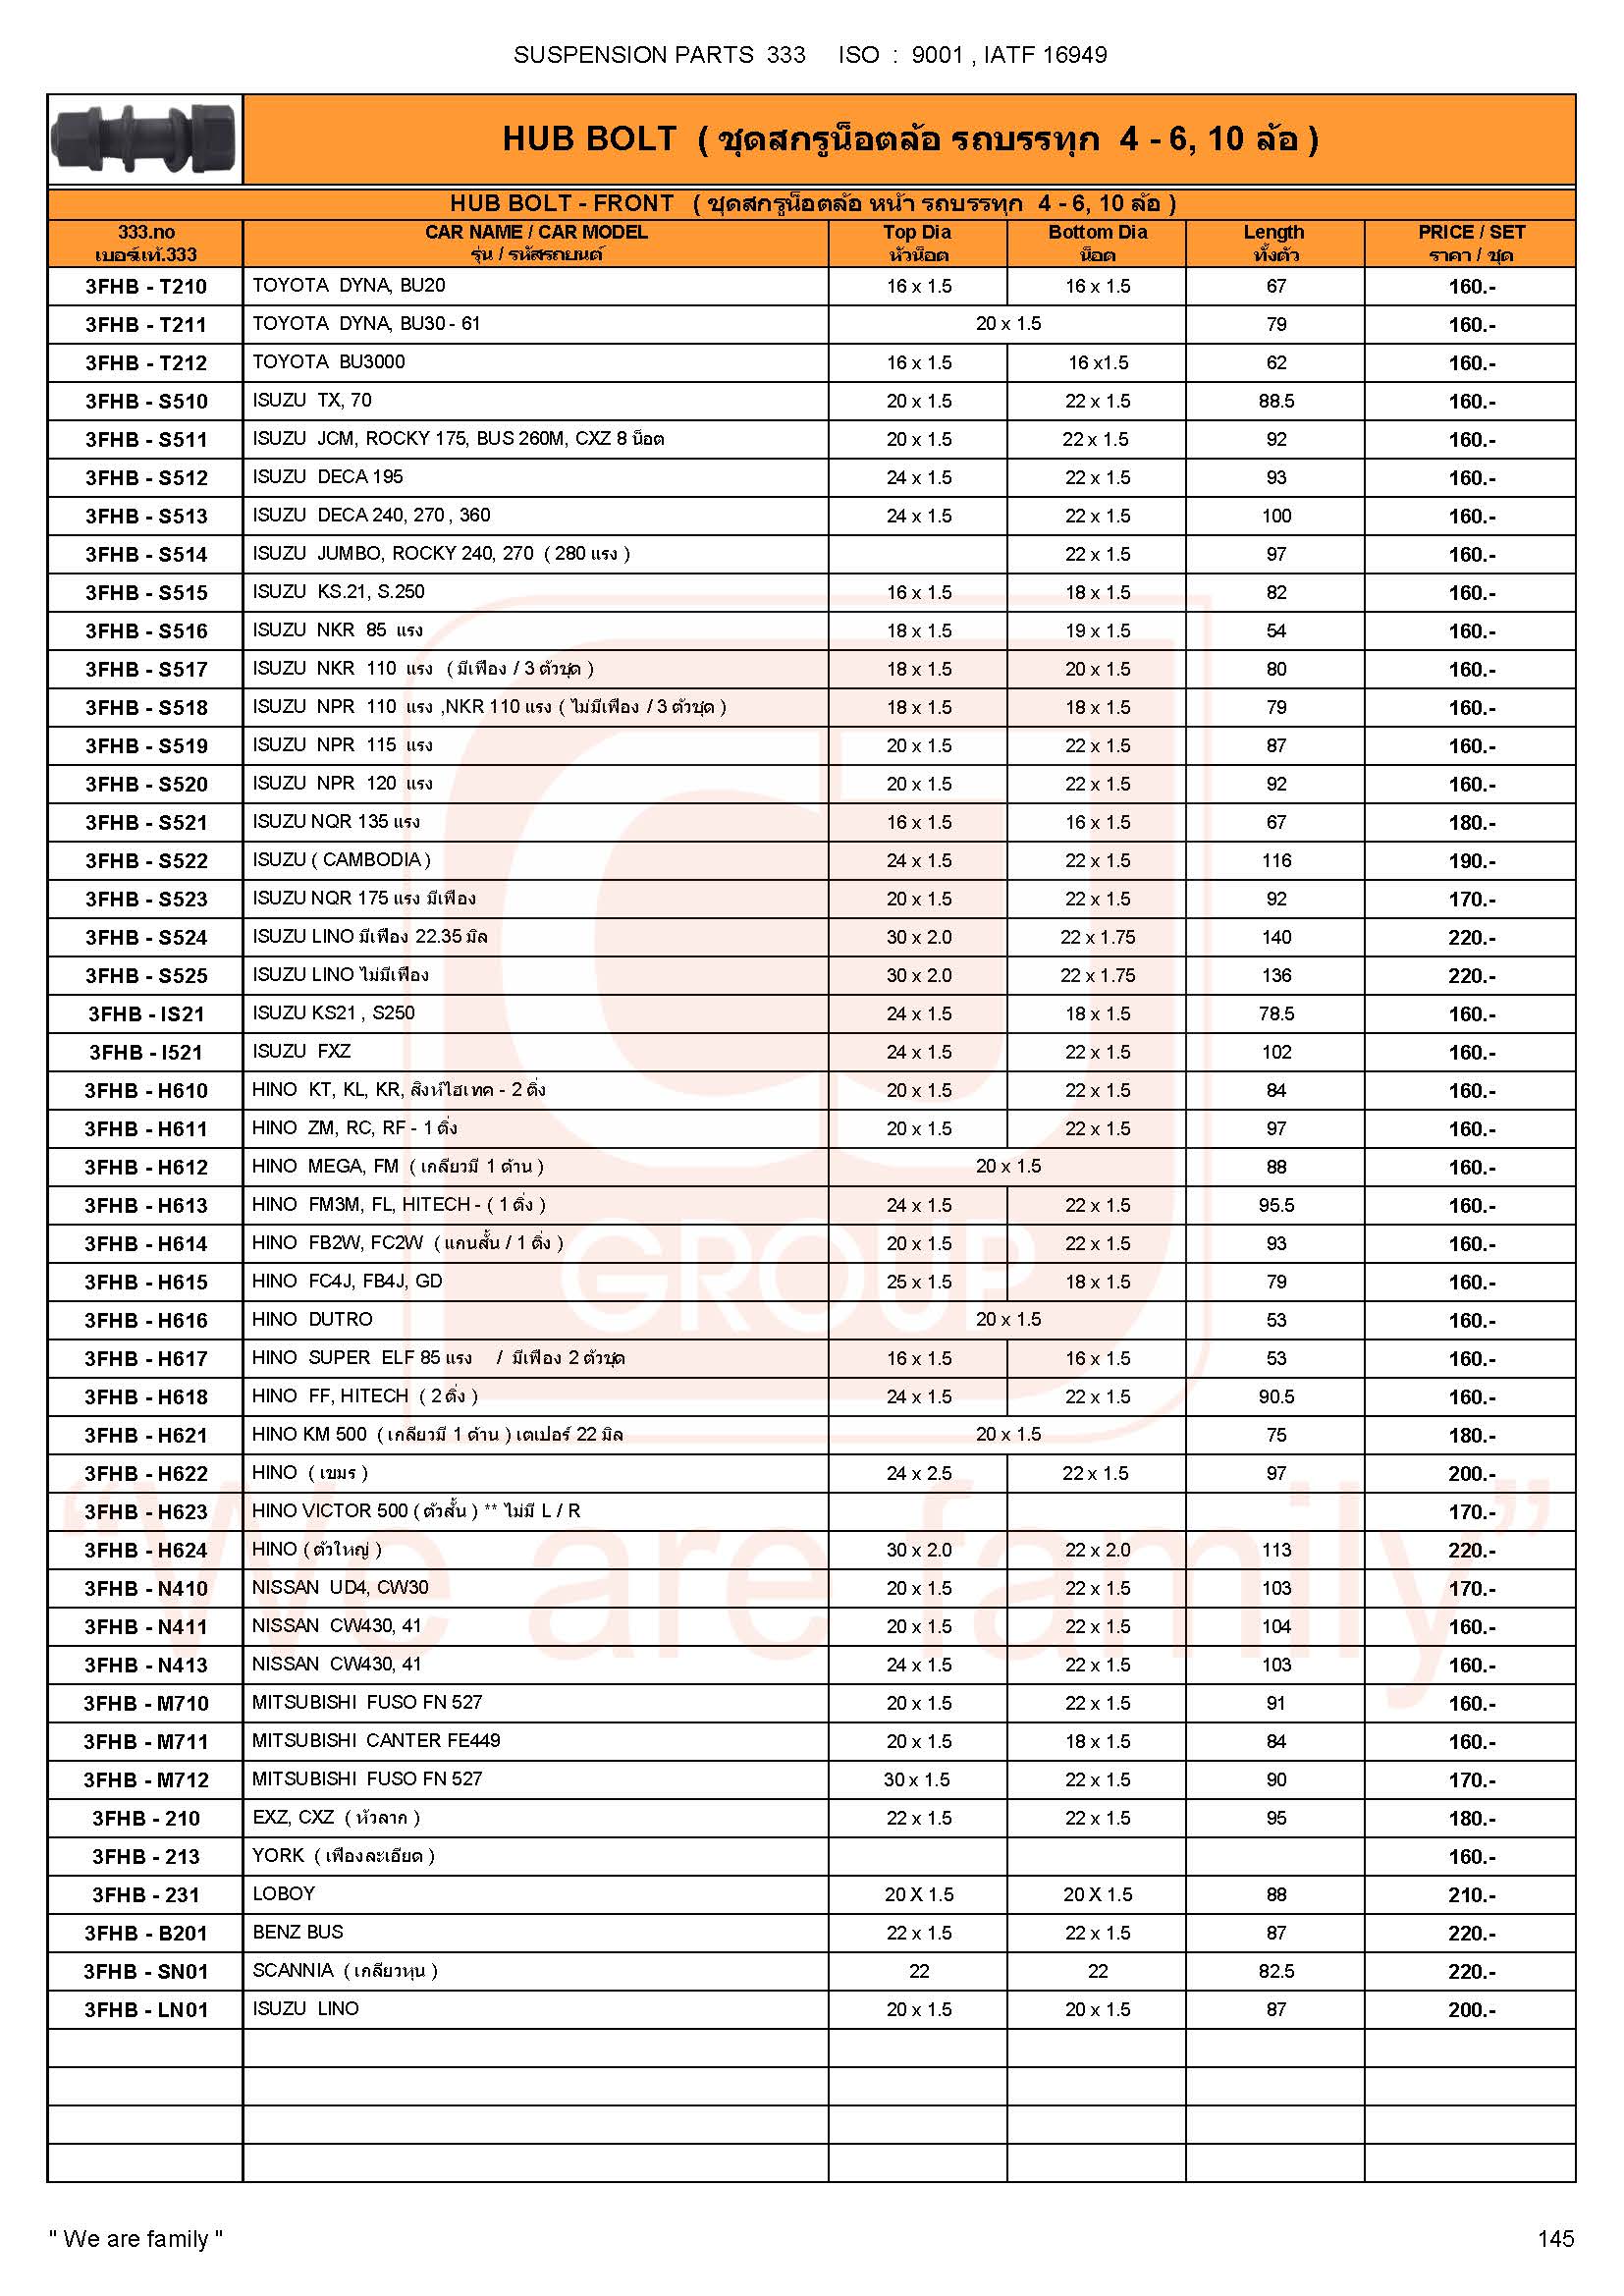 SUSPENSION PARTS 333 ISO : 9001 , IATF 16949
HUB BOLT ( ชุดสกรูน็อตล้อ รถบรรทุก 4 - 6, 10 ล้อ )
HUB BOLT - FRONT ( ชุดสกรูน็อตล้อ หน้า รถบรรทุก 4 - 6, 10 ล้อ )
333.no CAR NAME / CAR MODEL Top Dia Bottom Dia Length PRICE / SET
เบอร์แท้.333 รุ่น / รหัสรถยนต์ หัวน็อต น็อต ทั้งตัว ราคา / ชุด
3FHB - T210 TOYOTA DYNA, BU20 16 x 1.5 16 x 1.5 67 160.-
3FHB - T211 TOYOTA DYNA, BU30 - 61 20 x 1.5 79 160.-
3FHB - T212 TOYOTA BU3000 16 x 1.5 16 x1.5 62 160.-
3FHB - S510 ISUZU TX, 70 20 x 1.5 22 x 1.5 88.5 160.-
3FHB - S511 ISUZU JCM, ROCKY 175, BUS 260M, CXZ 8 น็อต 20 x 1.5 22 x 1.5 92 160.-
3FHB - S512 ISUZU DECA 195 24 x 1.5 22 x 1.5 93 160.-
3FHB - S513 ISUZU DECA 240, 270 , 360 24 x 1.5 22 x 1.5 100 160.-
3FHB - S514 ISUZU JUMBO, ROCKY 240, 270 ( 280 แรง ) 22 x 1.5 97 160.-
3FHB - S515 ISUZU KS.21, S.250 16 x 1.5 18 x 1.5 82 160.-
3FHB - S516 ISUZU NKR 85 แรง 18 x 1.5 19 x 1.5 54 160.-
3FHB - S517 ISUZU NKR 110 แรง ( มีเฟือง / 3 ตัวชุด ) 18 x 1.5 20 x 1.5 80 160.-
3FHB - S518 ISUZU NPR 110 แรง ,NKR 110 แรง ( ไม่มีเฟือง / 3 ตัวชุด ) 18 x 1.5 18 x 1.5 79 160.-
3FHB - S519 ISUZU NPR 115 แรง 20 x 1.5 22 x 1.5 87 160.-
3FHB - S520 ISUZU NPR 120 แรง 20 x 1.5 22 x 1.5 92 160.-
3FHB - S521 ISUZU NQR 135 แรง 16 x 1.5 16 x 1.5 67 180.-
3FHB - S522 ISUZU ( CAMBODIA ) 24 x 1.5 22 x 1.5 116 190.-
3FHB - S523 ISUZU NQR 175 แรง มีเฟือง 20 x 1.5 22 x 1.5 92 170.-
3FHB - S524 ISUZU LINO มีเฟือง 22.35 มิล 30 x 2.0 22 x 1.75 140 220.-
3FHB - S525 ISUZU LINO ไม่มีเฟือง 30 x 2.0 22 x 1.75 136 220.-
3FHB - IS21 ISUZU KS21 , S250 24 x 1.5 18 x 1.5 78.5 160.-
3FHB - I521 ISUZU FXZ 24 x 1.5 22 x 1.5 102 160.-
3FHB - H610 HINO KT, KL, KR, สิงห์ไฮเทค - 2 ติ่ง 20 x 1.5 22 x 1.5 84 160.-
3FHB - H611 HINO ZM, RC, RF - 1 ติ่ง 20 x 1.5 22 x 1.5 97 160.-
3FHB - H612 HINO MEGA, FM ( เกลียวมี 1 ด้าน ) 20 x 1.5 88 160.-
3FHB - H613 HINO FM3M, FL, HITECH - ( 1 ติ่ง ) 24 x 1.5 22 x 1.5 95.5 160.-
3FHB - H614 HINO FB2W, FC2W ( แกนสั้น / 1 ติ่ง ) 20 x 1.5 22 x 1.5 93 160.-
3FHB - H615 HINO FC4J, FB4J, GD 25 x 1.5 18 x 1.5 79 160.-
3FHB - H616 HINO DUTRO 20 x 1.5 53 160.-
3FHB - H617 HINO SUPER ELF 85 แรง / มีเฟือง 2 ตัวชุด 16 x 1.5 16 x 1.5 53 160.-
3FHB - H618 HINO FF, HITECH ( 2 ติ่ง ) 24 x 1.5 22 x 1.5 90.5 160.-
3FHB - H621 HINO KM 500 ( เกลียวมี 1 ด้าน ) เตเปอร์ 22 มิล 20 x 1.5 75 180.-
3FHB - H622 HINO ( เขมร ) 24 x 2.5 22 x 1.5 97 200.-
3FHB - H623 HINO VICTOR 500 ( ตัวสั้น ) ** ไม่มี L / R 170.-
3FHB - H624 HINO ( ตัวใหญ่ ) 30 x 2.0 22 x 2.0 113 220.-
3FHB - N410 NISSAN UD4, CW30 20 x 1.5 22 x 1.5 103 170.-
3FHB - N411 NISSAN CW430, 41 20 x 1.5 22 x 1.5 104 160.-
3FHB - N413 NISSAN CW430, 41 24 x 1.5 22 x 1.5 103 160.-
3FHB - M710 MITSUBISHI FUSO FN 527 20 x 1.5 22 x 1.5 91 160.-
3FHB - M711 MITSUBISHI CANTER FE449 20 x 1.5 18 x 1.5 84 160.-
3FHB - M712 MITSUBISHI FUSO FN 527 30 x 1.5 22 x 1.5 90 170.-
3FHB - 210 EXZ, CXZ ( หัวลาก ) 22 x 1.5 22 x 1.5 95 180.-
3FHB - 213 YORK ( เฟืองละเอียด ) 160.-
3FHB - 231 LOBOY 20 X 1.5 20 X 1.5 88 210.-
3FHB - B201 BENZ BUS 22 x 1.5 22 x 1.5 87 220.-
3FHB - SN01 SCANNIA ( เกลียวหุน ) 22 22 82.5 220.-
3FHB - LN01 ISUZU LINO 20 x 1.5 20 x 1.5 87 200.-
CJ
GROUP
“We are family”
" We are family " 145